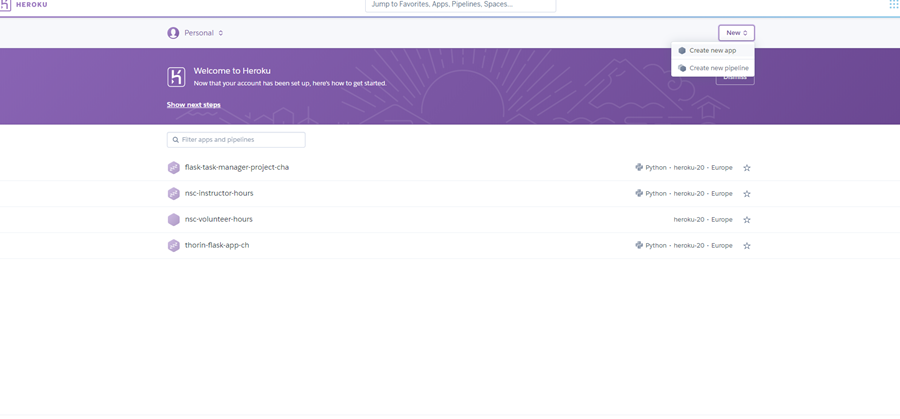 HEROKU
Jump to Favorites, Apps, Pipelines, Spaces...
Personal
New
Create new app
Create new pipeline
Welcome to Heroku
Now that your account has been set up, here's how to get started.
Dismiss
Show next steps
Filter apps and pipelines
flask-task-manager-project-cha Python · heroku-20 · Europe
nsc-instructor-hours Python · heroku-20 · Europe
nsc-volunteer-hours heroku-20 · Europe
thorin-flask-app-ch Python · heroku-20 · Europe